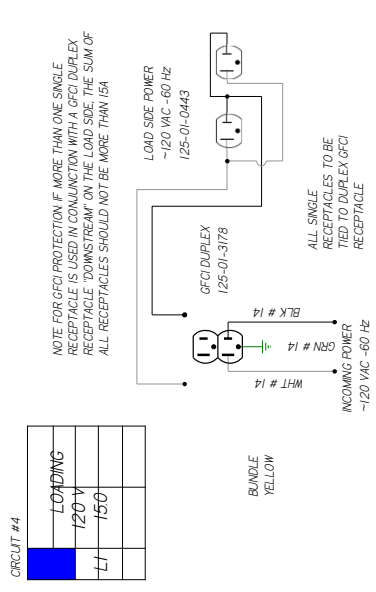 CIRCUIT #4
LOADING
120 V
L1 15.0
NOTE FOR GFCI PROTECTION: IF MORE THAN ONE SINGLE
RECEPTACLE IS USED IN CONJUNCTION WITH A GFCI DUPLEX
RECEPTACLE "DOWNSTREAM" ON THE LOAD SIDE, THE SUM OF
ALL RECEPTACLES SHOULD NOT BE MORE THAN 15A
LOAD SIDE POWER
~120 VAC -60 Hz
125-01-0443
GFCI DUPLEX
125-01-3178
ALL SINGLE
RECEPTACLES TO BE
TIED TO DUPLEX GFCI
RECEPTACLE
BUNDLE
YELLOW
WHT # 14
GRN # 14
BLK # 14
INCOMING POWER
~120 VAC -60 Hz